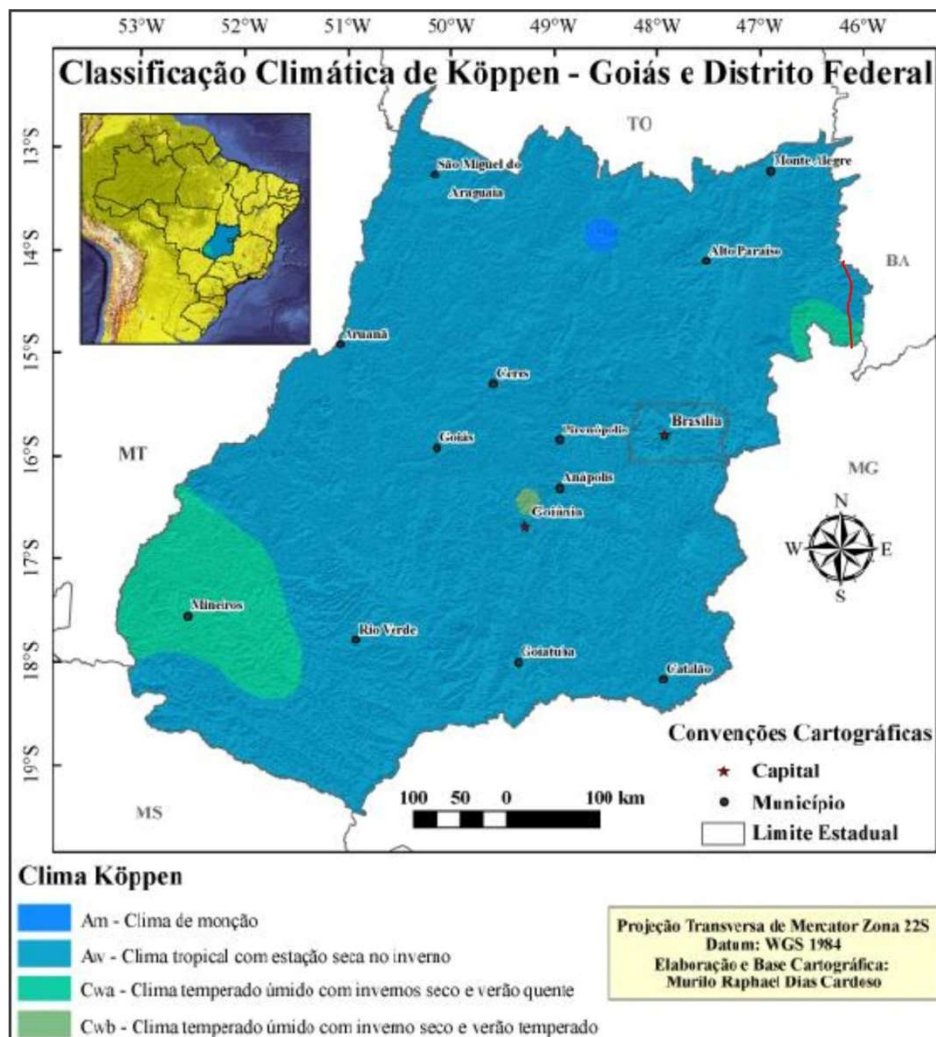 53°W 52°W 51°W 50°W 49°W 48°W 47°W 46°W
Classificação Climática de Köppen - Goiás e Distrito Federal
TO
13°S
São Miguel do
Araguaia
Monte Alegre
14°S
Alto Paraíso
BA
Aruanã
15°S
Ceres
Brasília
Goiás
Pirenópolis
MT
16°S
MG
Anápolis
Goiânia
N
W E
S
17°S
Mineiros
Rio Verde
Goiatuba
18°S
Catalão
Convenções Cartográficas
19°S
Capital
Município
Limite Estadual
MS
100 50 0 100 km
Clima Köppen
Am - Clima de monção
Aw - Clima tropical com estação seca no inverno
Cwa - Clima temperado úmido com invernos seco e verão quente
Cwb - Clima temperado úmido com inverno seco e verão temperado
Projeção Transversa de Mercator Zona 22S
Datum: WGS 1984
Elaboração e Base Cartográfica:
Murilo Raphael Dias Cardoso